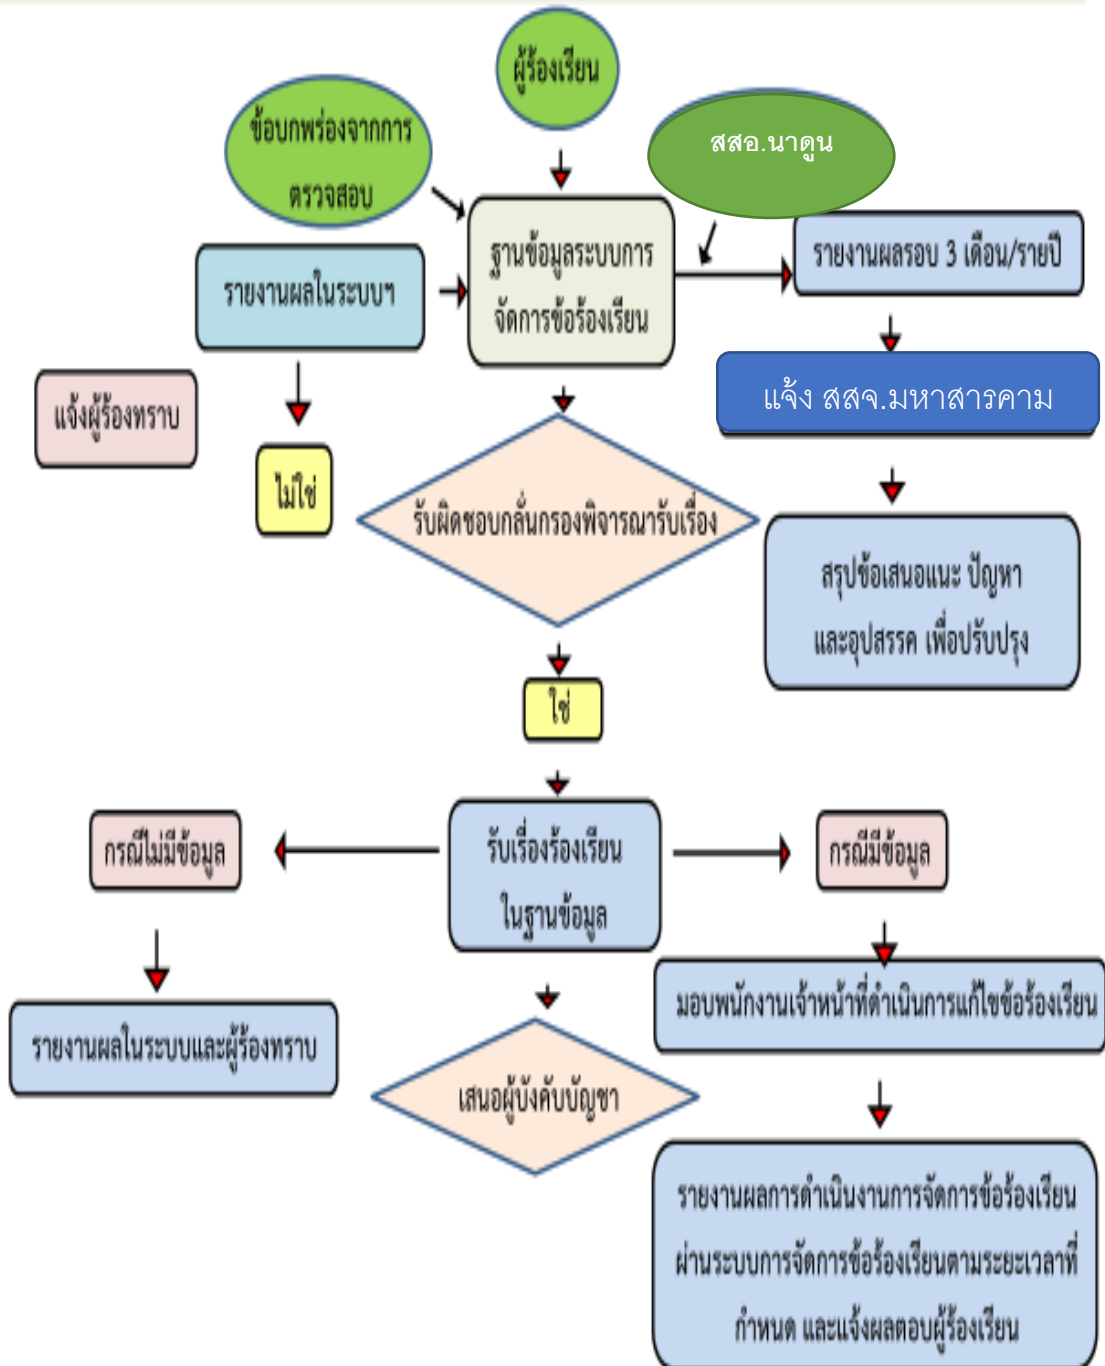 ผู้ร้องเรียน
ข้อบกพร่องจากการ
ตรวจสอบ
สสอ.นาดูน
ฐานข้อมูลระบบการ
จัดการข้อร้องเรียน
รายงานผลรอบ 3 เดือน/รายปี
รายงานผลในระบบฯ
แจ้งผู้ร้องทราบ
แจ้ง สสจ.มหาสารคาม
ไม่ใช่
รับผิดชอบกลั่นกรองพิจารณารับเรื่อง
สรุปข้อเสนอแนะ ปัญหา
และอุปสรรค เพื่อปรับปรุง
ใช่
กรณีไม่มีข้อมูล
รับเรื่องร้องเรียน
ในฐานข้อมูล
กรณีมีข้อมูล
รายงานผลในระบบและผู้ร้องทราบ
มอบพนักงานเจ้าหน้าที่ดำเนินการแก้ไขข้อร้องเรียน
เสนอผู้บังคับบัญชา
รายงานผลการดำเนินงานการจัดการข้อร้องเรียน
ผ่านระบบการจัดการข้อร้องเรียนตามระยะเวลาที่
กำหนด และแจ้งผลตอบผู้ร้องเรียน